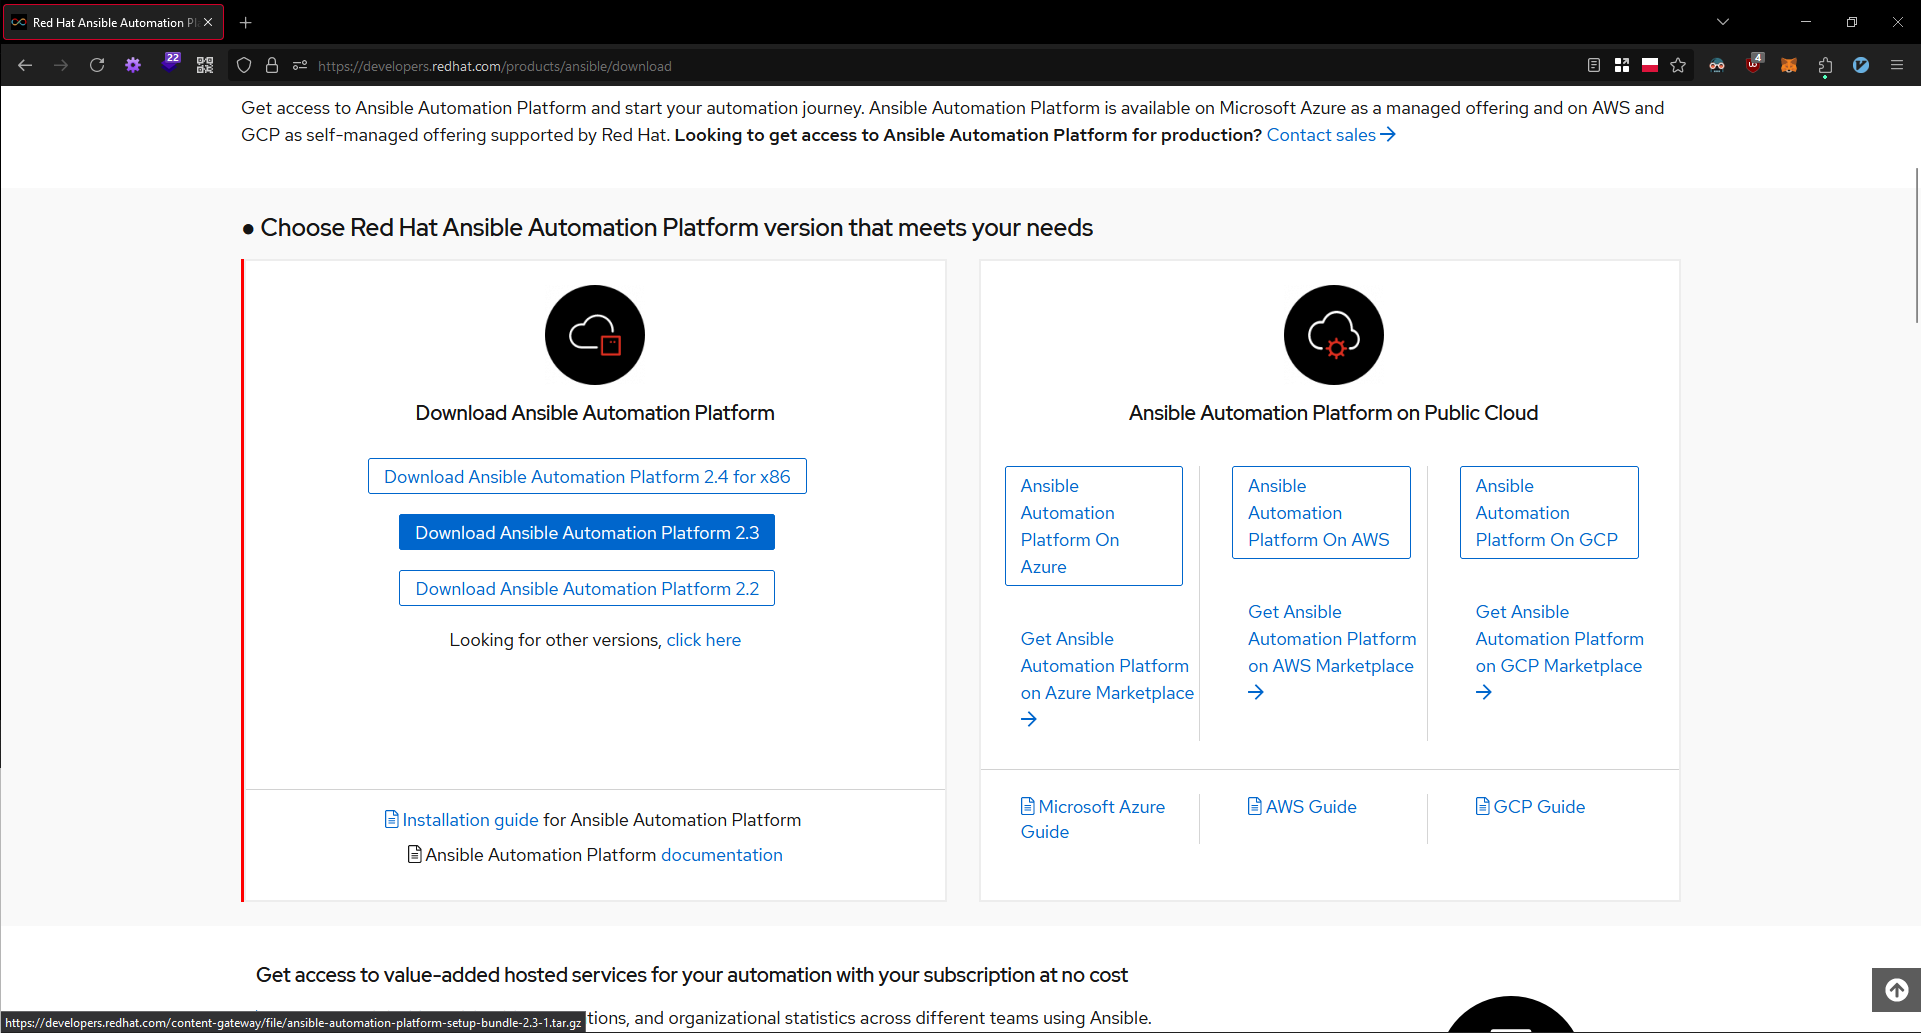 Red Hat Ansible Automation Pl
22
https://developers.redhat.com/products/ansible/download
4
Get access to Ansible Automation Platform and start your automation journey. Ansible Automation Platform is available on Microsoft Azure as a managed offering and on AWS and
GCP as self-managed offering supported by Red Hat. Looking to get access to Ansible Automation Platform for production? Contact sales
• Choose Red Hat Ansible Automation Platform version that meets your needs
Download Ansible Automation Platform
Download Ansible Automation Platform 2.4 for x86
Download Ansible Automation Platform 2.3
Download Ansible Automation Platform 2.2
Looking for other versions, click here
Installation guide for Ansible Automation Platform
Ansible Automation Platform documentation
Ansible Automation Platform on Public Cloud
Ansible
Automation
Platform On
Azure
Get Ansible
Automation Platform
on Azure Marketplace
Microsoft Azure
Guide
Ansible
Automation
Platform On AWS
Get Ansible
Automation Platform
on AWS Marketplace
AWS Guide
Ansible
Automation
Platform On GCP
Get Ansible
Automation Platform
on GCP Marketplace
GCP Guide
Get access to value-added hosted services for your automation with your subscription at no cost
tions, and organizational statistics across different teams using Ansible.
https://developers.redhat.com/content-gateway/file/ansible-automation-platform-setup-bundle-2.3-1.tar.gz